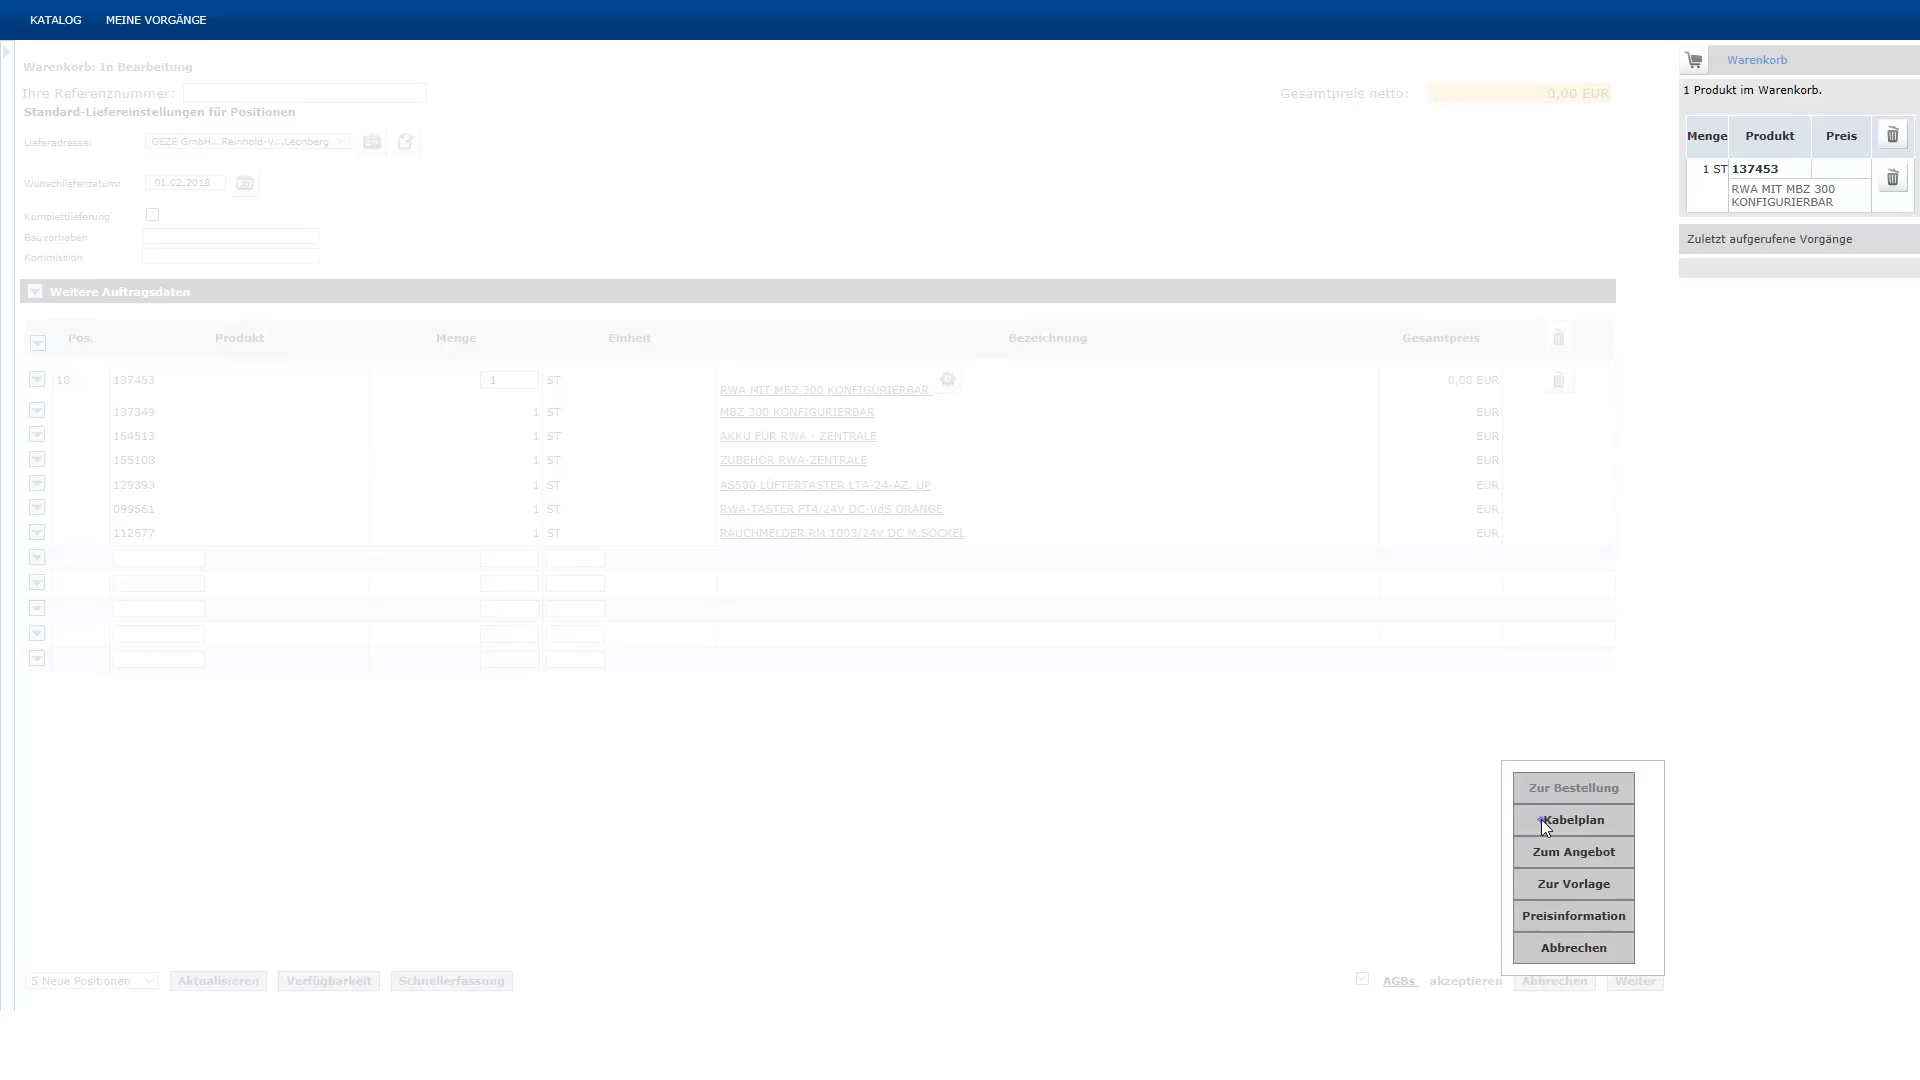 KATALOG MEINE VORGÄNGE
Warenkorb: In Bearbeitung
Ihre Referenznummer:
Gesamtpreis netto: 0,00 EUR
Standard-Liefereinstellungen für Positionen
Lieferadresse: GEZE GmbH...Reinhold-V...Leonberg
Wunschlieferdatum: 01.02.2018
Komplettlieferung
Bauvorhaben
Kommission
Weitere Auftragsdaten
Pos. Produkt Menge Einheit Bezeichnung Gesamtpreis
10 137453 1 ST RWA MIT MBZ 300 KONFIGURIERBAR 0,00 EUR
137349 1 ST MBZ 300 KONFIGURIERBAR EUR
164513 1 ST AKKU FÜR RWA - ZENTRALE EUR
155108 1 ST ZUBEHÖR RWA-ZENTRALE EUR
129393 1 ST AS500 LÜFTERTASTER LTA-24-AZ, UP EUR
099561 1 ST RWA-TASTER FT4/24V DC-VdS ORANGE EUR
112877 1 ST RAUCHMELDER RM 1003/24V DC M.SOCKEL EUR
5 Neue Positionen Aktualisieren Verfügbarkeit Schnellerfassung
AGBs akzeptieren Abbrechen Weiter
Zur Bestellung
Kabelplan
Zum Angebot
Zur Vorlage
Preisinformation
Abbrechen
Warenkorb
1 Produkt im Warenkorb.
Menge Produkt Preis
1 ST 137453
RWA MIT MBZ 300
KONFIGURIERBAR
Zuletzt aufgerufene Vorgänge